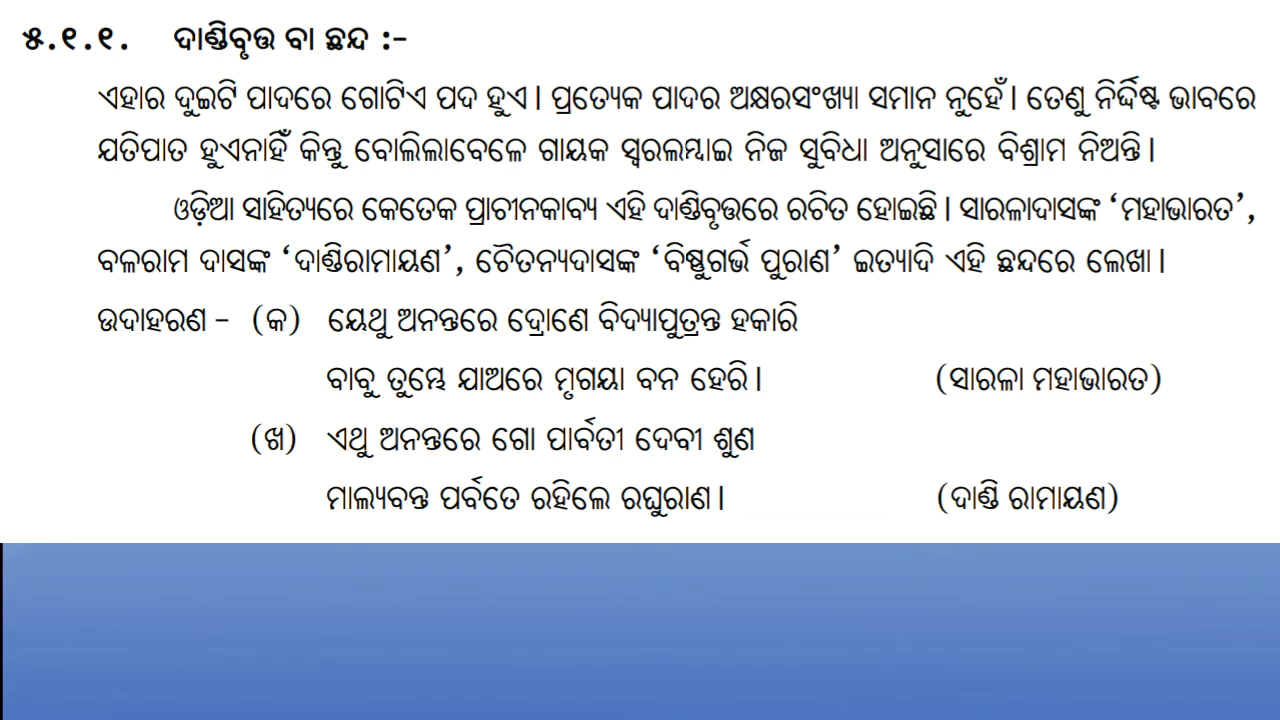 ୫.୧.୧. ଦାଣ୍ଡିବୃତ୍ତ ବା ଛନ୍ଦ :-
ଏହାର ଦୁଇଟି ପାଦରେ ଗୋଟିଏ ପଦ ହୁଏ। ପ୍ରତ୍ୟେକ ପାଦର ଅକ୍ଷରସଂଖ୍ୟା ସମାନ ନୁହେଁ। ତେଣୁ ନିର୍ଦ୍ଦିଷ୍ଟ ଭାବରେ
ଯତିପାତ ହୁଏନାହିଁ କିନ୍ତୁ ବୋଲିଲାବେଳେ ଗାୟକ ସ୍ୱରଲମ୍ଭାଇ ନିଜ ସୁବିଧା ଅନୁସାରେ ବିଶ୍ରାମ ନିଅନ୍ତି।
ଓଡ଼ିଆ ସାହିତ୍ୟରେ କେତେକ ପ୍ରାଚୀନକାବ୍ୟ ଏହି ଦାଣ୍ଡିବୃତ୍ତରେ ରଚିତ ହୋଇଛି। ସାରଳାଦାସଙ୍କ ‘ମହାଭାରତ’,
ବଳରାମ ଦାସଙ୍କ ‘ଦାଣ୍ଡିରାମାୟଣ’, ଚୈତନ୍ୟଦାସଙ୍କ ‘ବିଷ୍ଣୁଗର୍ଭ ପୁରାଣ’ ଇତ୍ୟାଦି ଏହି ଛନ୍ଦରେ ଲେଖା।
ଉଦାହରଣ – (କ) ୟେଥୁ ଅନନ୍ତରେ ଦ୍ରୋଣେ ବିଦ୍ୟାପୁତ୍ରନ୍ତ ହକାରି
ବାବୁ ତୁମ୍ଭେ ଯାଅରେ ମୃଗୟା ବନ ହେରି। (ସାରଳା ମହାଭାରତ)
(ଖ) ଏଥୁ ଅନନ୍ତରେ ଗୋ ପାର୍ବତୀ ଦେବୀ ଶୁଣ
ମାଲ୍ୟବନ୍ତ ପର୍ବତେ ରହିଲେ ରଘୁରାଣ। (ଦାଣ୍ଡି ରାମାୟଣ)